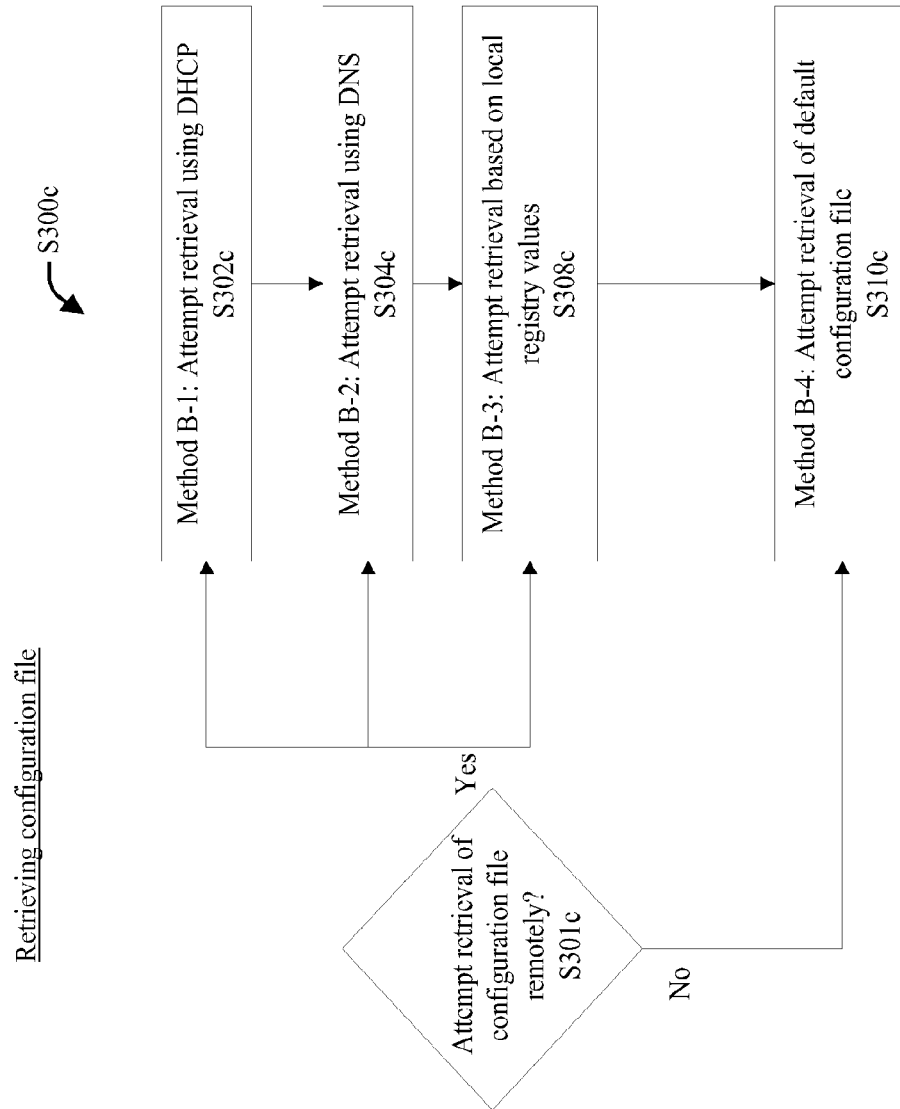 Retrieving configuration file
S300c
Attempt retrieval of
configuration file
remotely?
S301c
Yes
No
Method B-1: Attempt retrieval using DHCP
S302c
Method B-2: Attempt retrieval using DNS
S304c
Method B-3: Attempt retrieval based on local
registry values
S308c
Method B-4: Attempt retrieval of default
configuration file
S310c